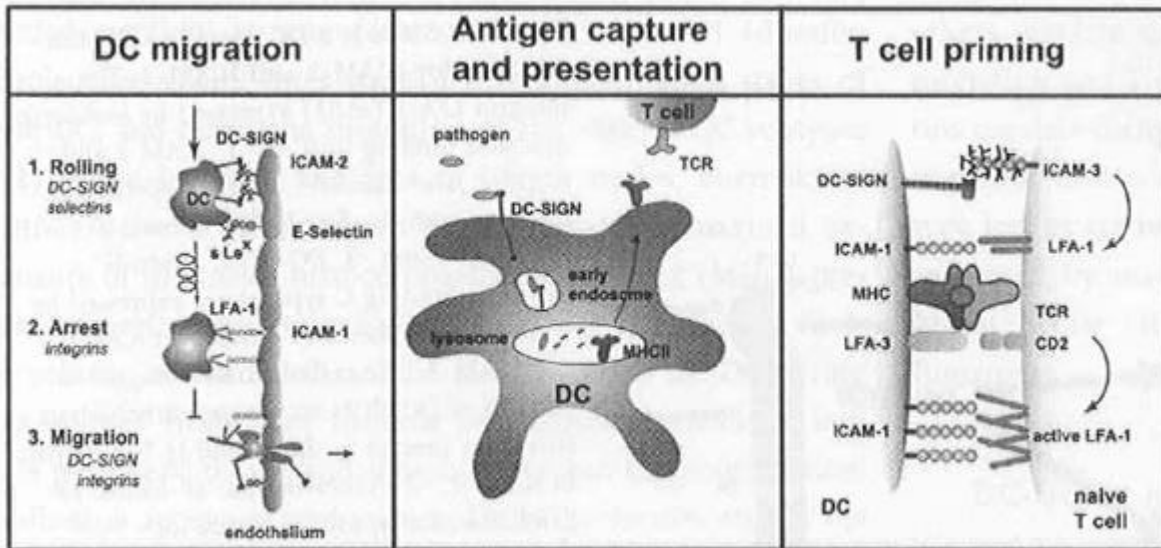 DC migration
Antigen capture
and presentation
T cell priming
DC-SIGN
ICAM-2
1. Rolling
DC-SIGN
selectins
DC
E-Selectin
s Leˣ
LFA-1
2. Arrest
integrins
ICAM-1
3. Migration
DC-SIGN
integrins
endothelium
T cell
pathogen
TCR
DC-SIGN
early
endosome
lysosome
MHCII
DC
DC-SIGN
ICAM-3
ICAM-1
LFA-1
MHC
TCR
LFA-3
CD2
ICAM-1
active LFA-1
DC
naive
T cell